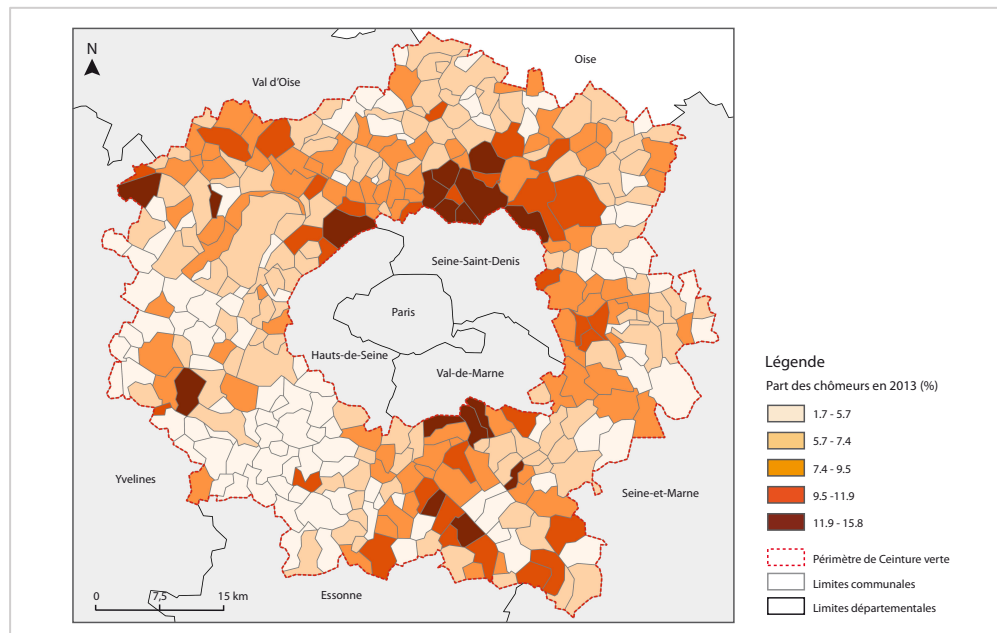 N
Oise
Val d'Oise
Seine-Saint-Denis
Paris
Hauts-de-Seine
Val-de-Marne
Yvelines
Seine-et-Marne
Essonne
0 7,5 15 km
Légende
Part des chômeurs en 2013 (%)
1.7 - 5.7
5.7 - 7.4
7.4 - 9.5
9.5 -11.9
11.9 - 15.8
Périmètre de Ceinture verte
Limites communales
Limites départementales